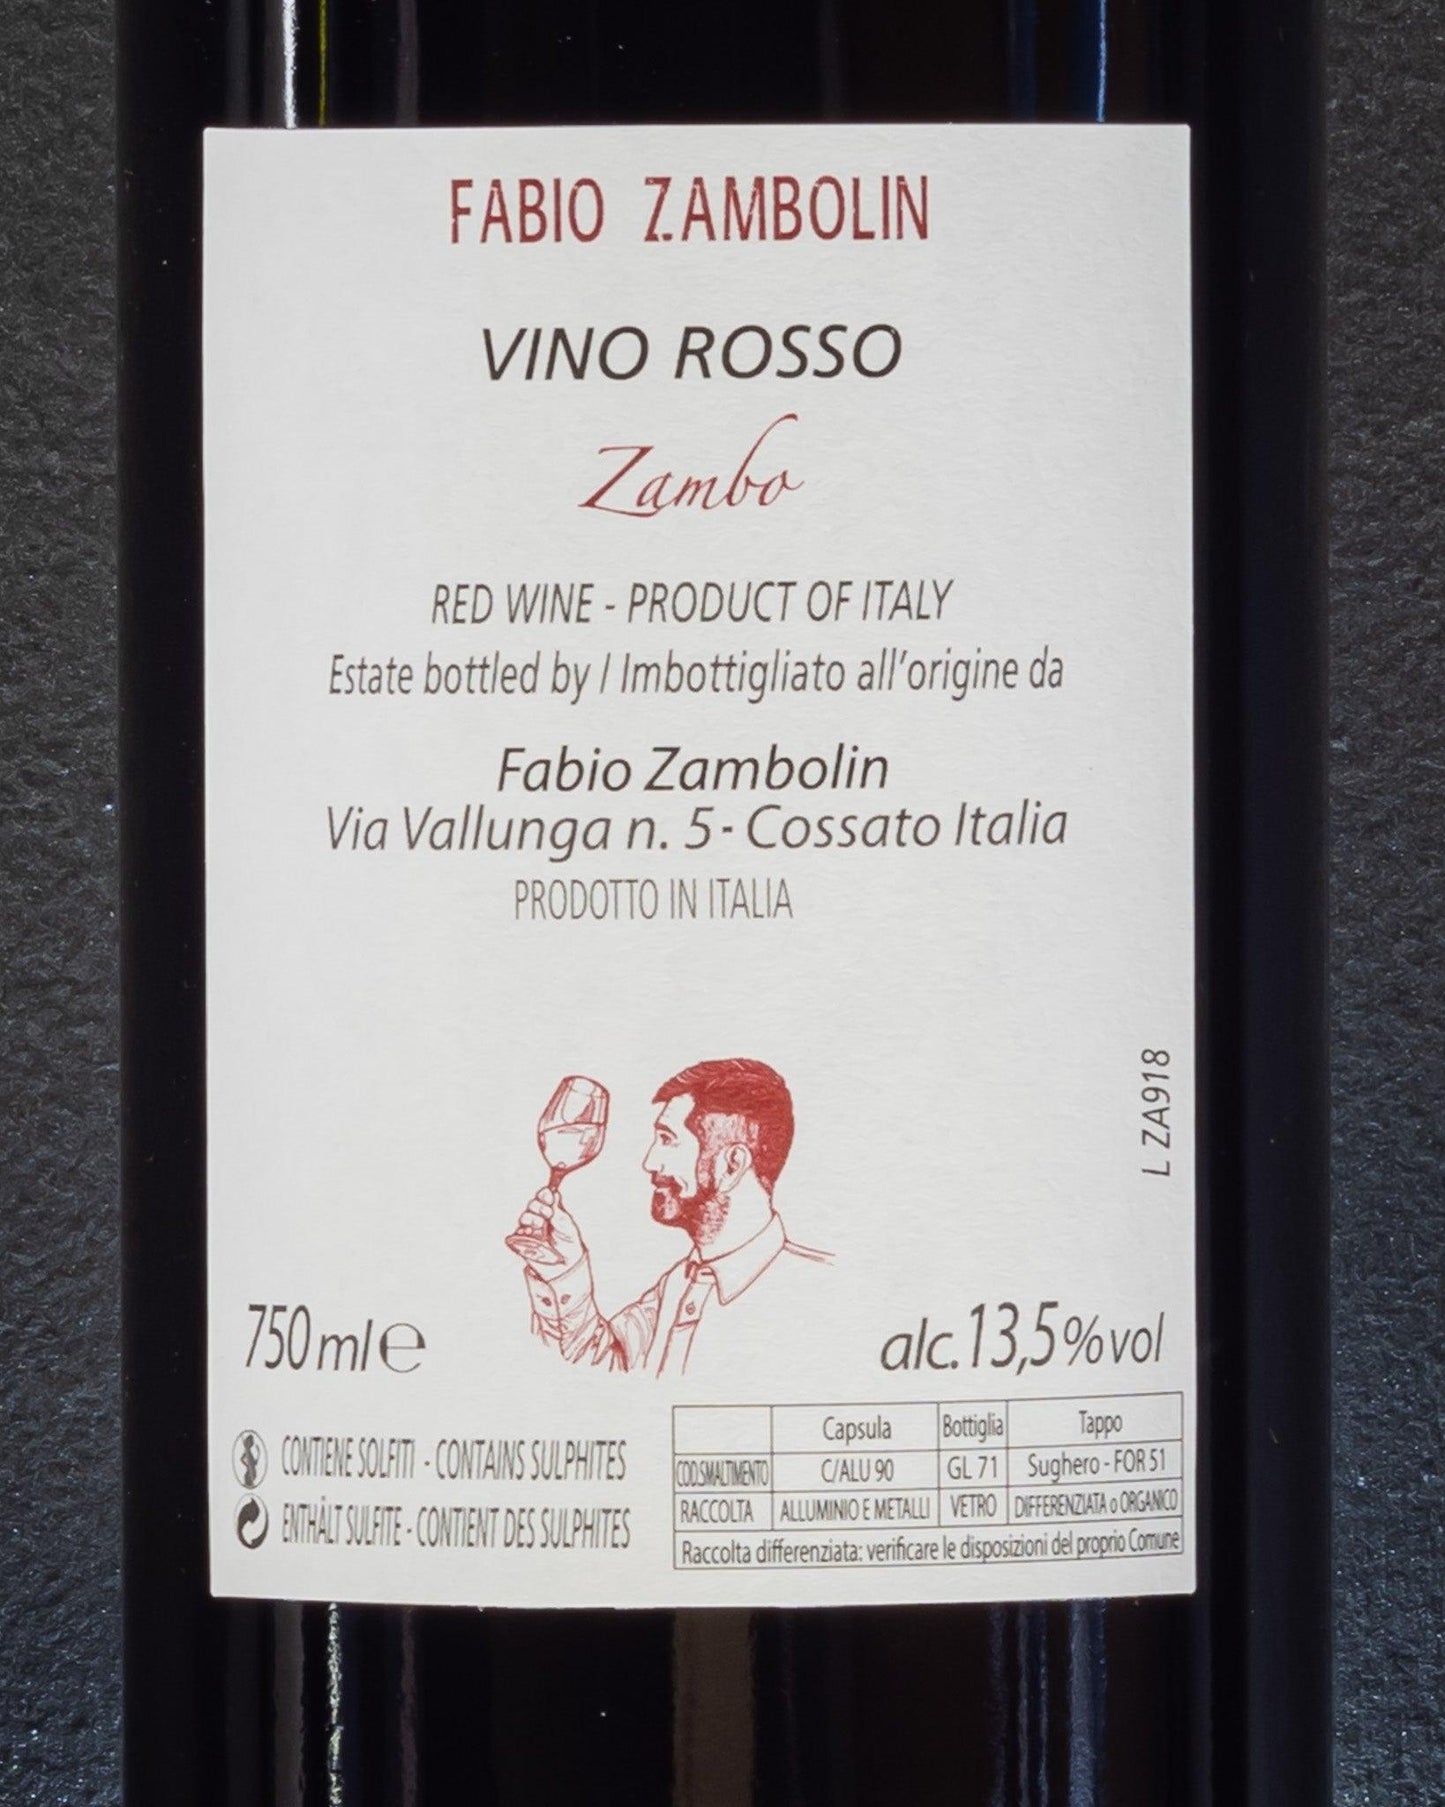 FABIO ZAMBOLIN
VINO ROSSO
Zambo
RED WINE - PRODUCT OF ITALY
Estate bottled by / Imbottigliato all'origine da
Fabio Zambolin
Via Vallunga n. 5 - Cossato Italia
PRODOTTO IN ITALIA
L ZA918
750 ml ℮
alc. 13,5% vol
CONTIENE SOLFITI - CONTAINS SULPHITES
ENTHÄLT SULFITE - CONTIENT DES SULPHITES
Capsula Bottiglia Tappo
COD.SMALTIMENTO C/ALU 90 GL 71 Sughero - FOR 51
RACCOLTA ALLUMINIO E METALLI VETRO DIFFERENZIATA o ORGANICO
Raccolta differenziata: verificare le disposizioni del proprio Comune